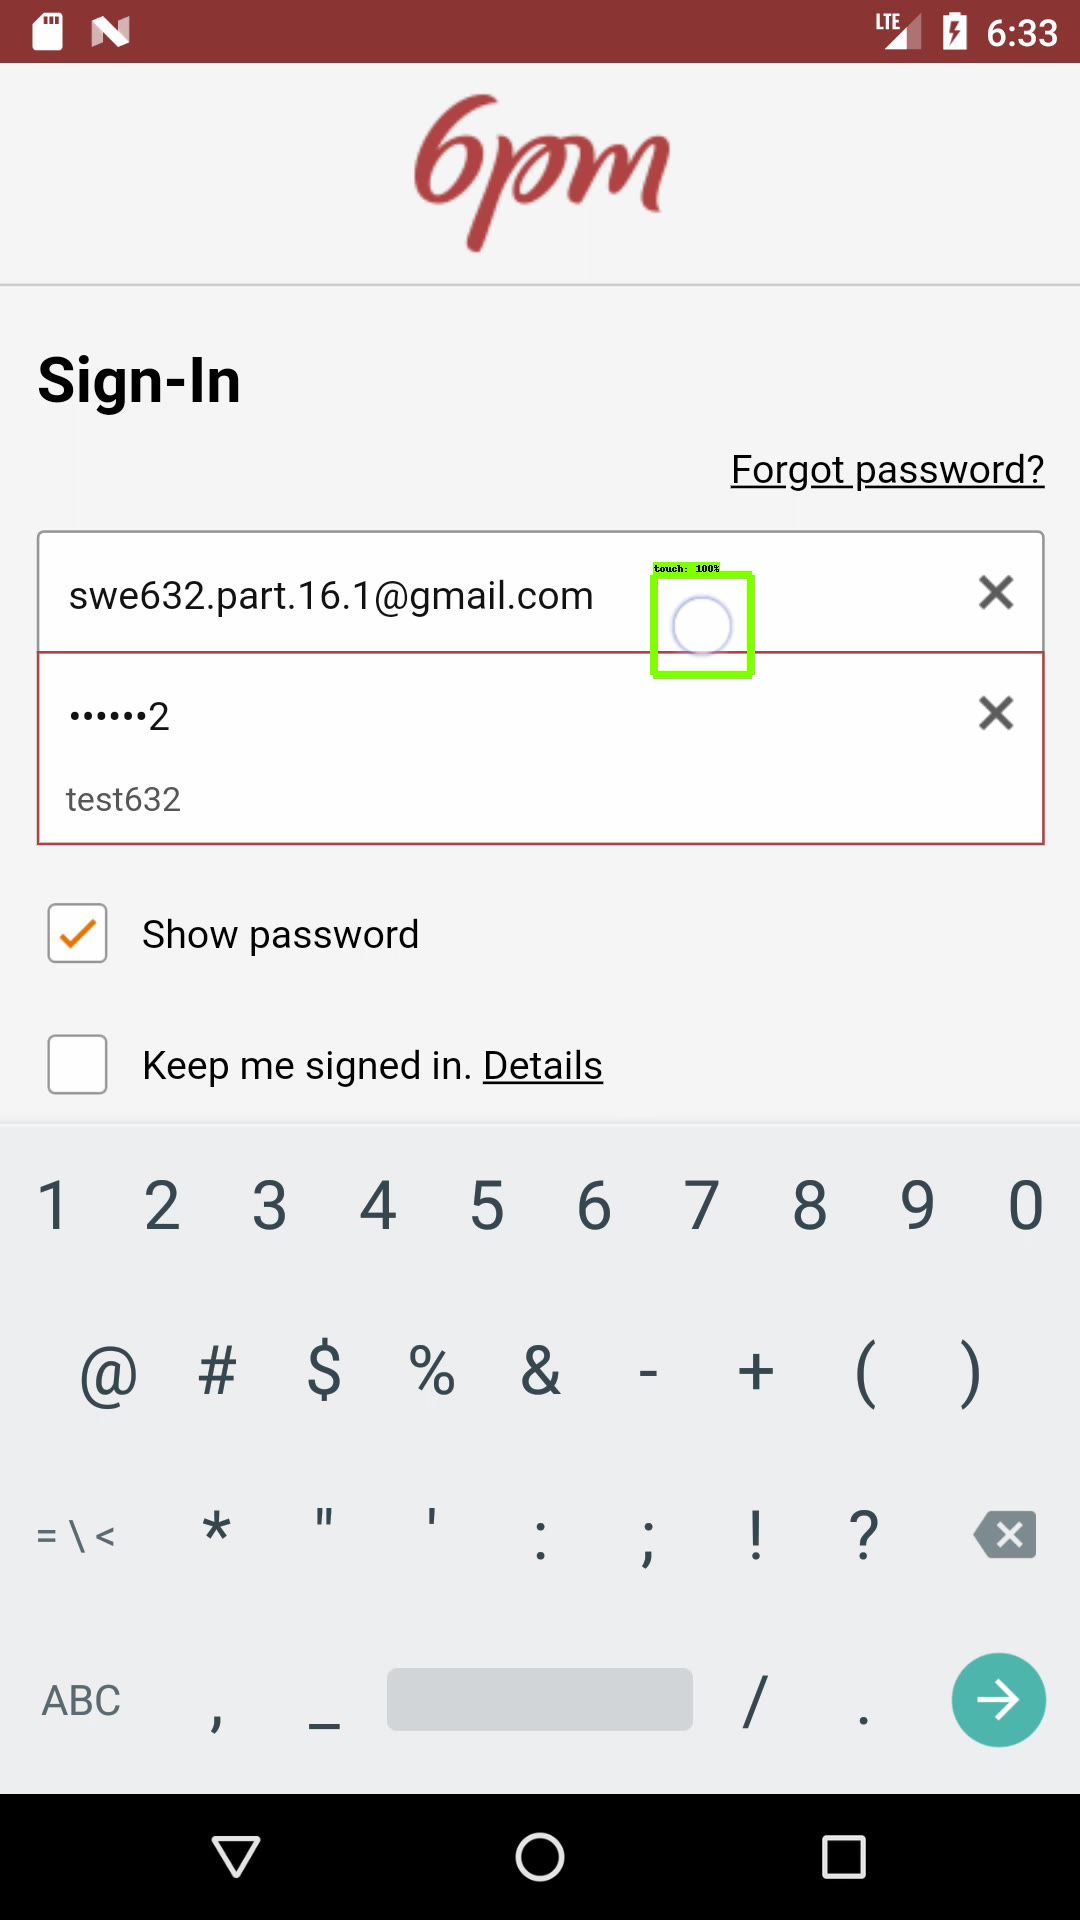 LTE 6:33
6pm
Sign-In
Forgot password?
touch: 100%
swe632.part.16.1@gmail.com
••••••2
test632
Show password
Keep me signed in. Details
1 2 3 4 5 6 7 8 9 0
@ # $ % & - + ( )
= \ < * " ' : ; ! ?
ABC , _ / .